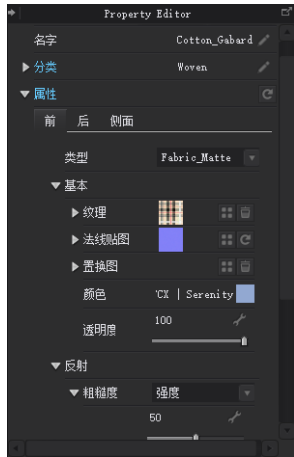 Property Editor
名字 Cotton_Gabard
分类 Woven
属性
前 后 侧面
类型 Fabric_Matte
基本
纹理
法线贴图
置换图
颜色 CX | Serenity
透明度 100
反射
粗糙度 强度
50